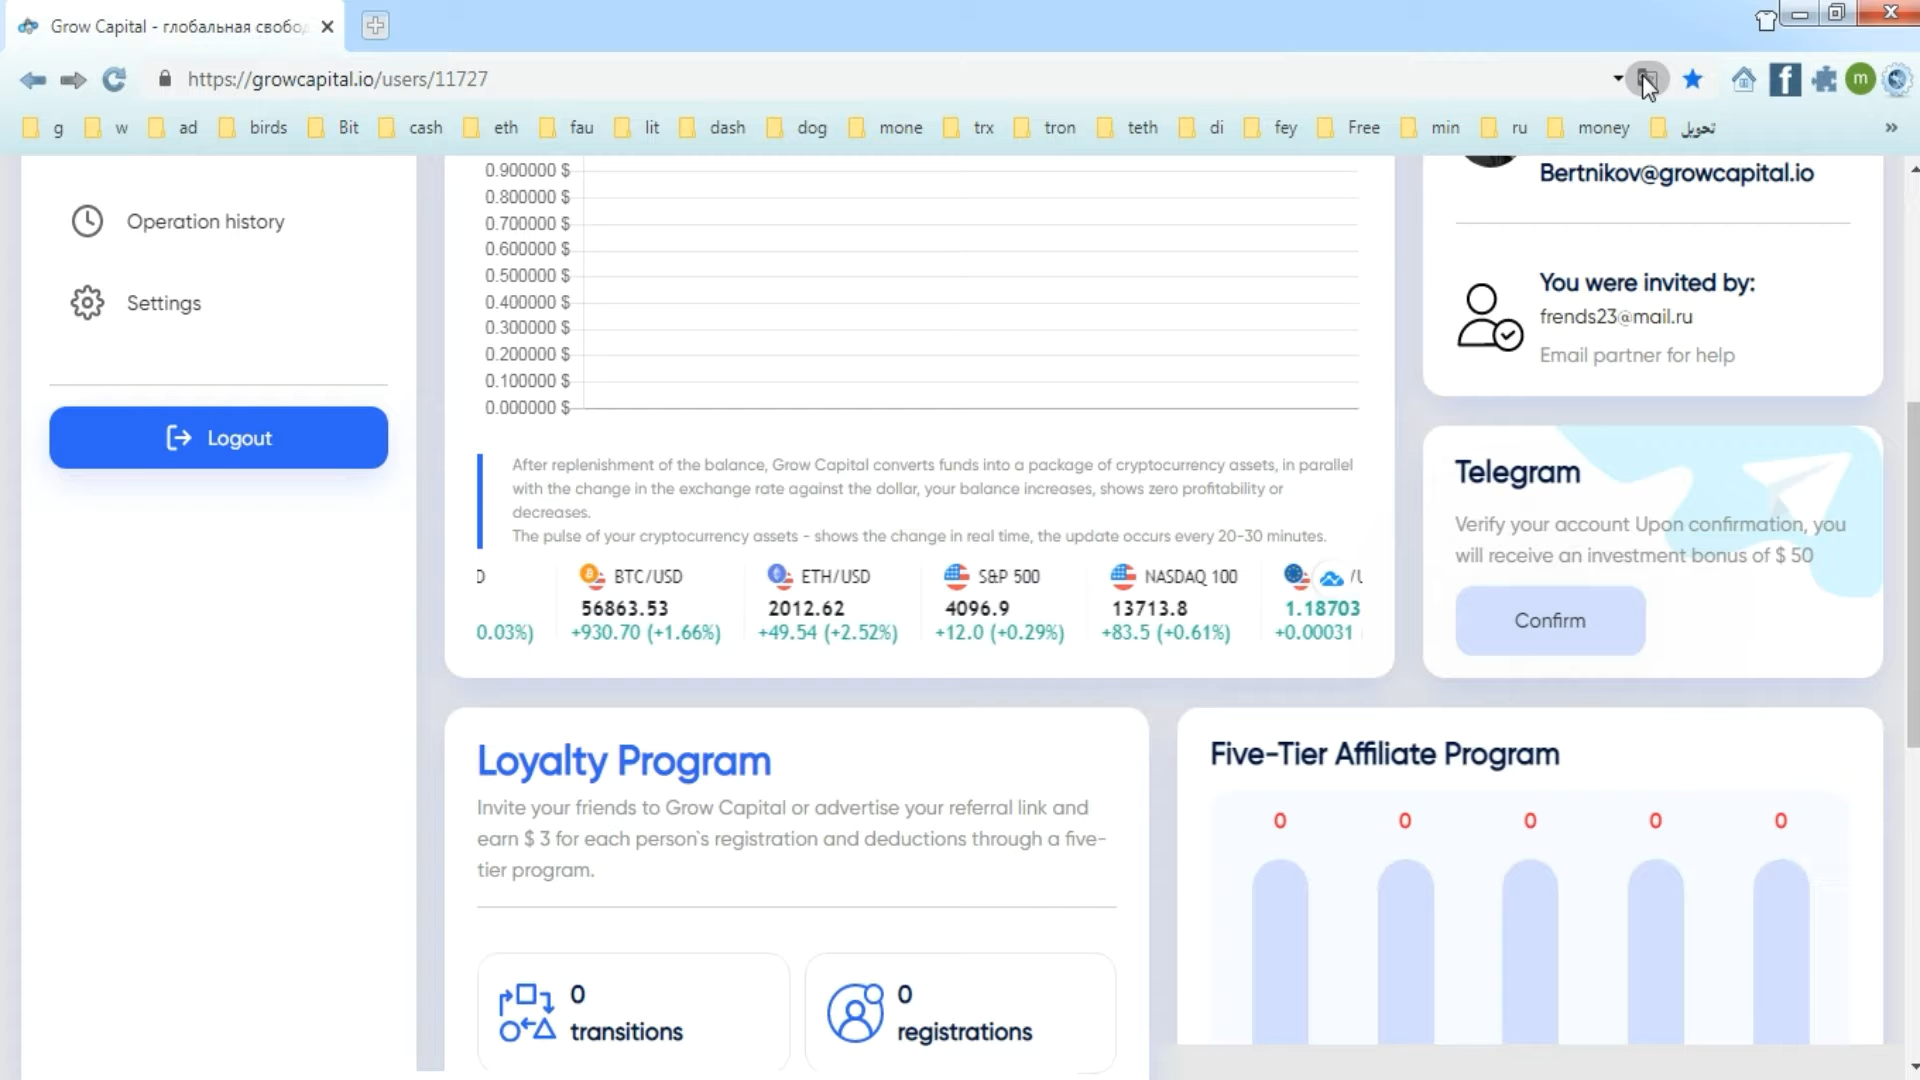 Grow Capital - глобальная свобо
https://growcapital.io/users/11727
m
g w ad birds Bit cash eth fau lit dash dog mone trx tron teth di fey Free min ru money تحويل »
Operation history
Settings
Logout
0.900000 $
0.800000 $
0.700000 $
0.600000 $
0.500000 $
0.400000 $
0.300000 $
0.200000 $
0.100000 $
0.000000 $
After replenishment of the balance, Grow Capital converts funds into a package of cryptocurrency assets, in parallel
with the change in the exchange rate against the dollar, your balance increases, shows zero profitability or
decreases.
The pulse of your cryptocurrency assets - shows the change in real time, the update occurs every 20-30 minutes.
D BTC/USD ETH/USD S&P 500 NASDAQ 100 /U
56863.53 2012.62 4096.9 13713.8 1.18703
0.03%) +930.70 (+1.66%) +49.54 (+2.52%) +12.0 (+0.29%) +83.5 (+0.61%) +0.00031
Bertnikov@growcapital.io
You were invited by:
frends23@mail.ru
Email partner for help
Telegram
Verify your account Upon confirmation, you
will receive an investment bonus of $ 50
Confirm
Loyalty Program
Invite your friends to Grow Capital or advertise your referral link and
earn $ 3 for each person`s registration and deductions through a five-
tier program.
0
transitions
0
registrations
Five-Tier Affiliate Program
0 0 0 0 0